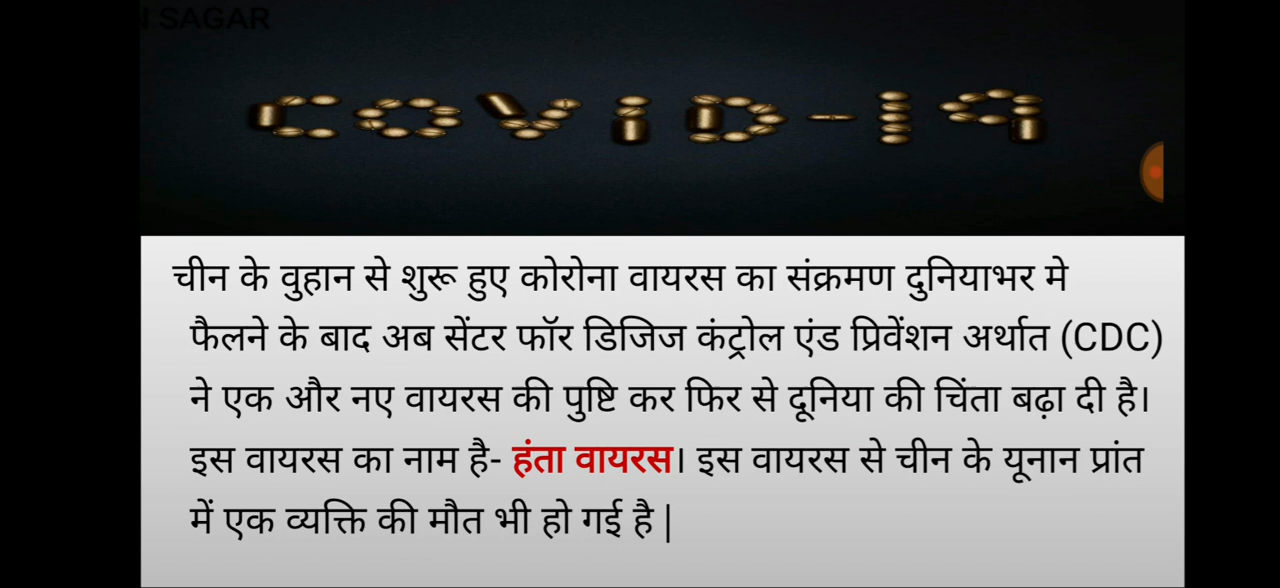 N SAGAR
COVID-19
चीन के वुहान से शुरू हुए कोरोना वायरस का संक्रमण दुनियाभर मे
फैलने के बाद अब सेंटर फॉर डिजिज कंट्रोल एंड प्रिवेंशन अर्थात (CDC)
ने एक और नए वायरस की पुष्टि कर फिर से दूनिया की चिंता बढ़ा दी है।
इस वायरस का नाम है- हंता वायरस। इस वायरस से चीन के यूनान प्रांत
में एक व्यक्ति की मौत भी हो गई है |